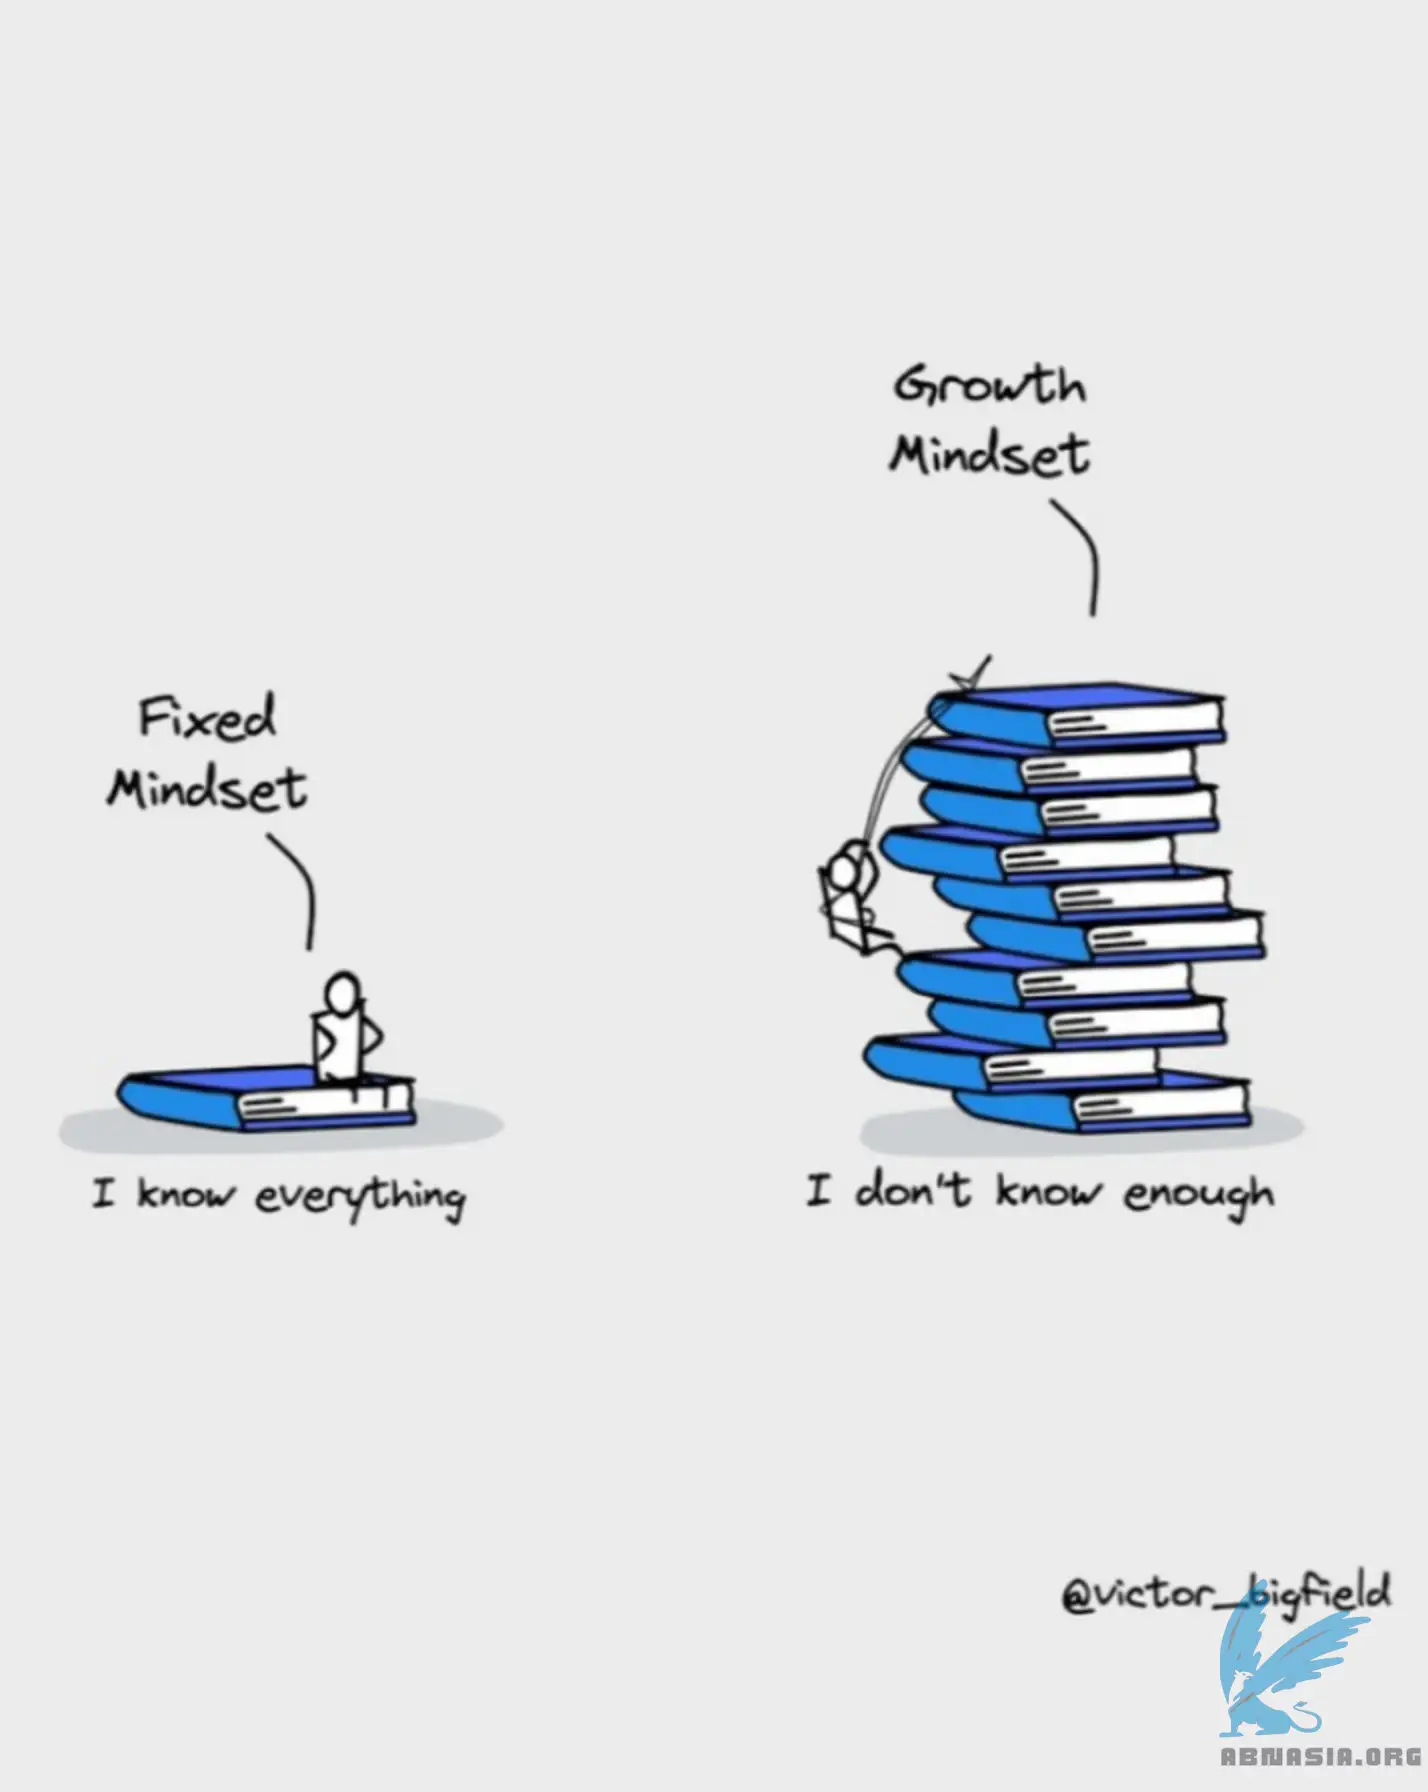 Growth
Mindset
Fixed
Mindset
I know everything
I don't know enough
@victor_bigfield
ABNASIA.ORG